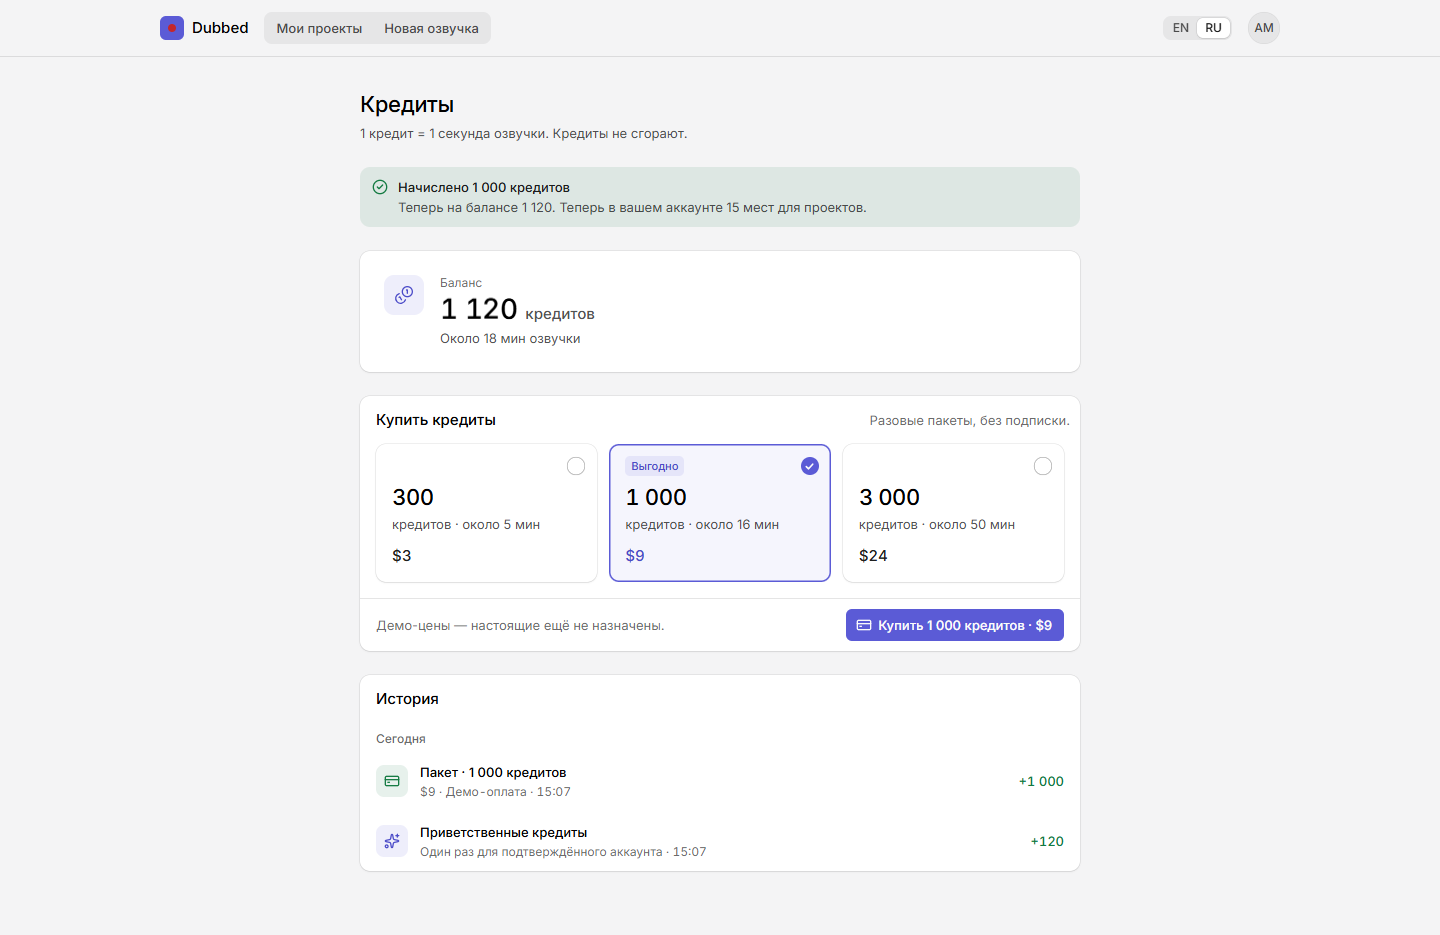 Dubbed
Мои проекты
Новая озвучка
EN
RU
AM
Кредиты
1 кредит = 1 секунда озвучки. Кредиты не сгорают.
Начислено 1 000 кредитов
Теперь на балансе 1 120. Теперь в вашем аккаунте 15 мест для проектов.
Баланс
1 120 кредитов
Около 18 мин озвучки
Купить кредиты
Разовые пакеты, без подписки.
300
кредитов · около 5 мин
$3
Выгодно
1 000
кредитов · около 16 мин
$9
3 000
кредитов · около 50 мин
$24
Демо-цены — настоящие ещё не назначены.
Купить 1 000 кредитов · $9
История
Сегодня
Пакет · 1 000 кредитов
$9 · Демо-оплата · 15:07
+1 000
Приветственные кредиты
Один раз для подтверждённого аккаунта · 15:07
+120